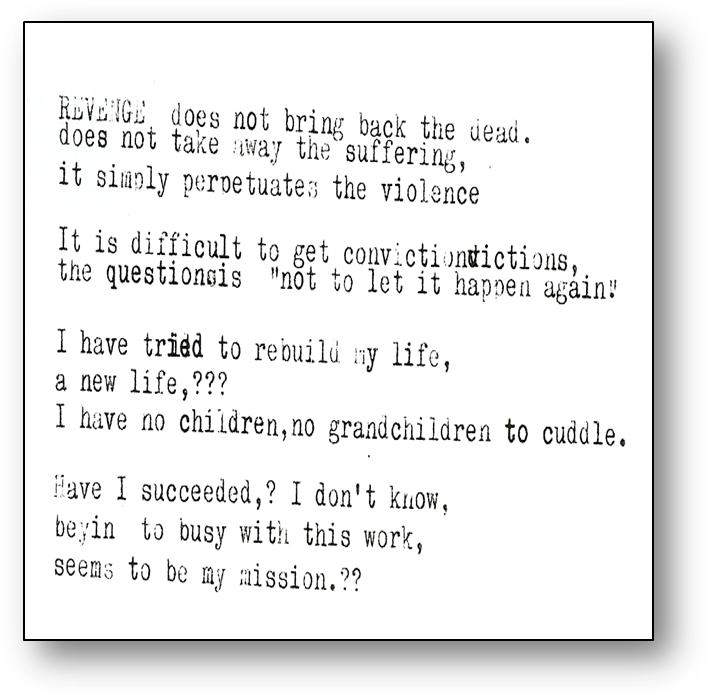 REVENGE does not bring back the dead.
does not take away the suffering,
it simply perpetuates the violence
It is difficult to get convictionvictions,
the questionsis "not to let it happen again"
I have tried to rebuild my life,
a new life,???
I have no children,no grandchildren to cuddle.
Have I succeeded,? I don't know,
beyin to busy with this work,
seems to be my mission.??